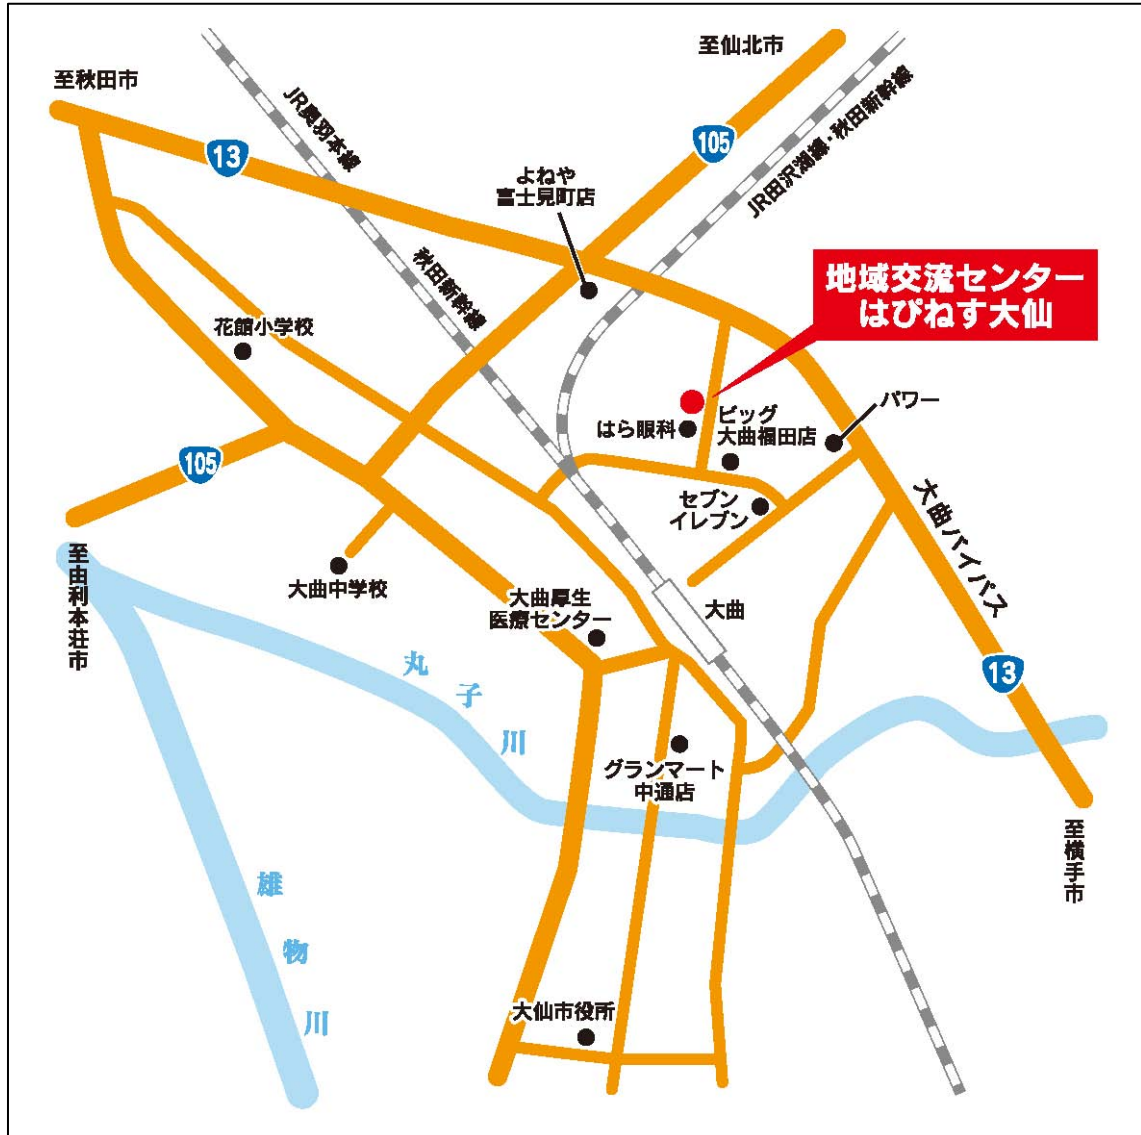 至仙北市
至秋田市
JR奥羽本線
13
105
JR田沢湖線・秋田新幹線
よねや
富士見町店
秋田新幹線
地域交流センター
はぴねす大仙
花館小学校
はら眼科
ビッグ
大曲福田店
パワー
105
セブン
イレブン
大曲バイパス
至由利本荘市
大曲中学校
大曲厚生
医療センター
大曲
丸子川
13
グランマート
中通店
至横手市
雄物川
大仙市役所